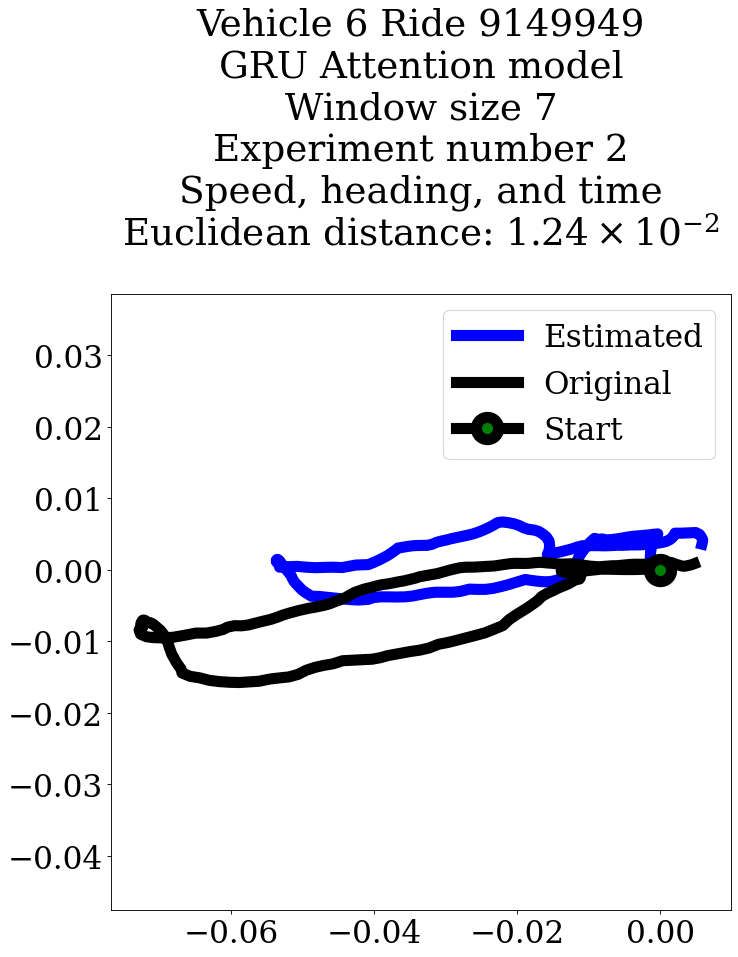 Vehicle 6 Ride 9149949
GRU Attention model
Window size 7
Experiment number 2
Speed, heading, and time
Euclidean distance: 1.24 × 10⁻²
Estimated
Original
Start
0.03
0.02
0.01
0.00
−0.01
−0.02
−0.03
−0.04
−0.06
−0.04
−0.02
0.00